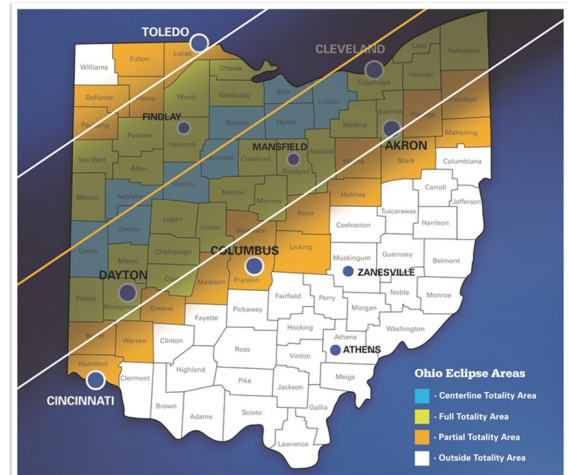 TOLEDO
CLEVELAND
Williams
Fulton
Lucas
Ottawa
Lake
Ashtabula
Geauga
Cuyahoga
Defiance
Henry
Wood
Sandusky
Erie
Lorain
Trumbull
Paulding
FINDLAY
Seneca
Huron
Medina
Summit
Portage
Mahoning
AKRON
Putnam
Hancock
MANSFIELD
Van Wert
Allen
Wyandot
Crawford
Richland
Ashland
Wayne
Stark
Columbiana
Mercer
Auglaize
Hardin
Marion
Morrow
Holmes
Carroll
Jefferson
Knox
Tuscarawas
Harrison
Logan
Union
Delaware
Coshocton
Shelby
Darke
Champaign
COLUMBUS
Licking
Muskingum
Guernsey
Belmont
Miami
DAYTON
Madison
Franklin
ZANESVILLE
Noble
Monroe
Preble
Greene
Fairfield
Perry
Morgan
Fayette
Pickaway
Washington
Butler
Warren
Clinton
Hocking
Athens
ATHENS
Ross
Vinton
Hamilton
Clermont
Highland
Meigs
CINCINNATI
Pike
Jackson
Brown
Adams
Scioto
Gallia
Lawrence
Ohio Eclipse Areas
- Centerline Totality Area
- Full Totality Area
- Partial Totality Area
- Outside Totality Area